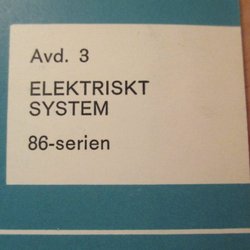 Avd. 3
ELEKTRISKT
SYSTEM
86-serien